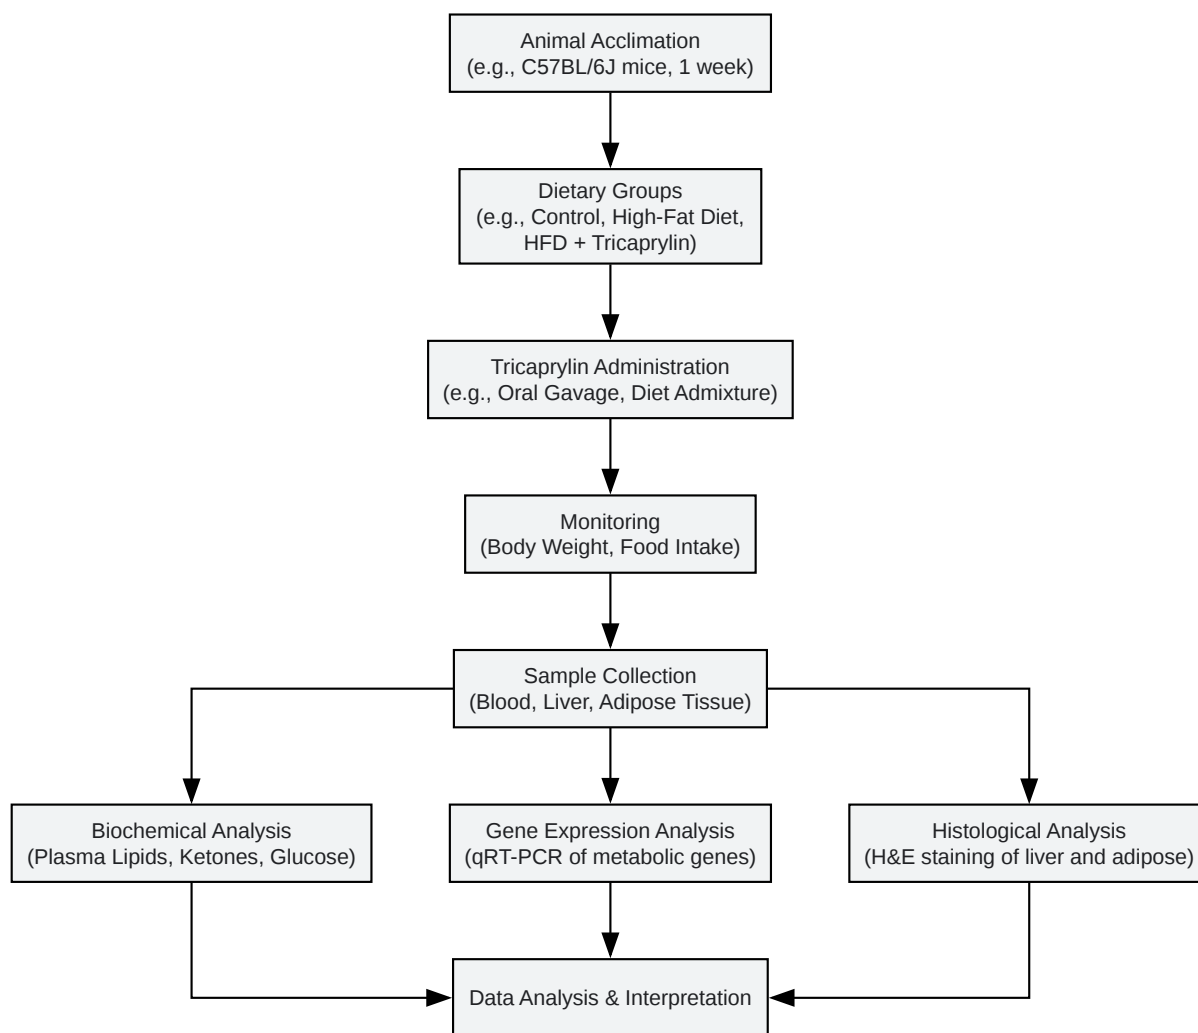 Animal Acclimation
(e.g., C57BL/6J mice, 1 week)
Dietary Groups
(e.g., Control, High-Fat Diet,
HFD + Tricaprylin)
Tricaprylin Administration
(e.g., Oral Gavage, Diet Admixture)
Monitoring
(Body Weight, Food Intake)
Sample Collection
(Blood, Liver, Adipose Tissue)
Biochemical Analysis
(Plasma Lipids, Ketones, Glucose)
Gene Expression Analysis
(qRT-PCR of metabolic genes)
Histological Analysis
(H&E staining of liver and adipose)
Data Analysis & Interpretation